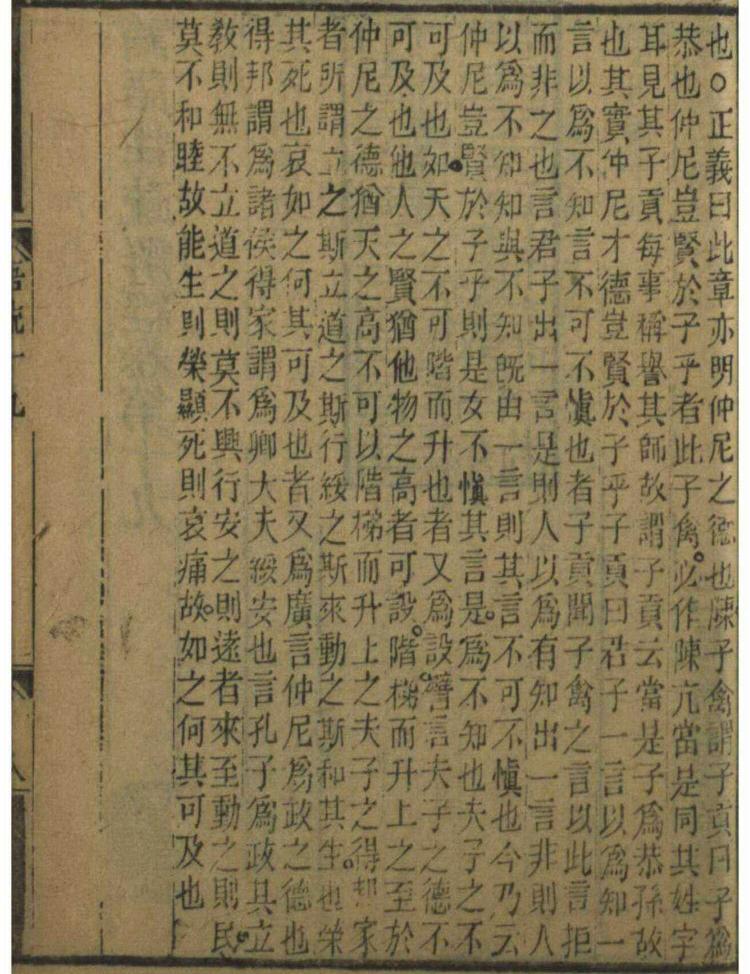 也○正義曰此章亦明仲尼之德也陳子禽謂子貢曰子爲
恭也仲尼豈賢於子乎者此子禽必作陳亢當是同其姓字
耳見其子貢每事稱譽其師故謂子貢云當是子爲恭孫故
也其實仲尼才德豈賢於子乎子貢曰君子一言以爲知一
言以爲不知言不可不愼也者子貢聞子禽之言以此言拒
而非之也言君子出一言是則人以爲有知出一言非則人
以爲不知知與不知旣由一言則其言不可不愼也今乃云
仲尼豈賢於子乎則是女不愼其言是爲不知也夫子之不
可及也如天之不可階而升也者又爲設譬言夫子之德不
可及也他人之賢猶他物之高者可設階梯而升上之至於
仲尼之德猶天之高不可以階梯而升上之夫子之得邦家
者所謂立之斯立道之斯行綏之斯來動之斯和其生也榮
其死也哀如之何其可及也者又爲廣言仲尼爲政之德也
得邦謂爲諸侯得家謂爲卿大夫綏安也言孔子爲政其立
敎則無不立道之則莫不興行安之則遠者來至動之則民
莫不和睦故能生則榮顯死則哀痛故如之何其可及也